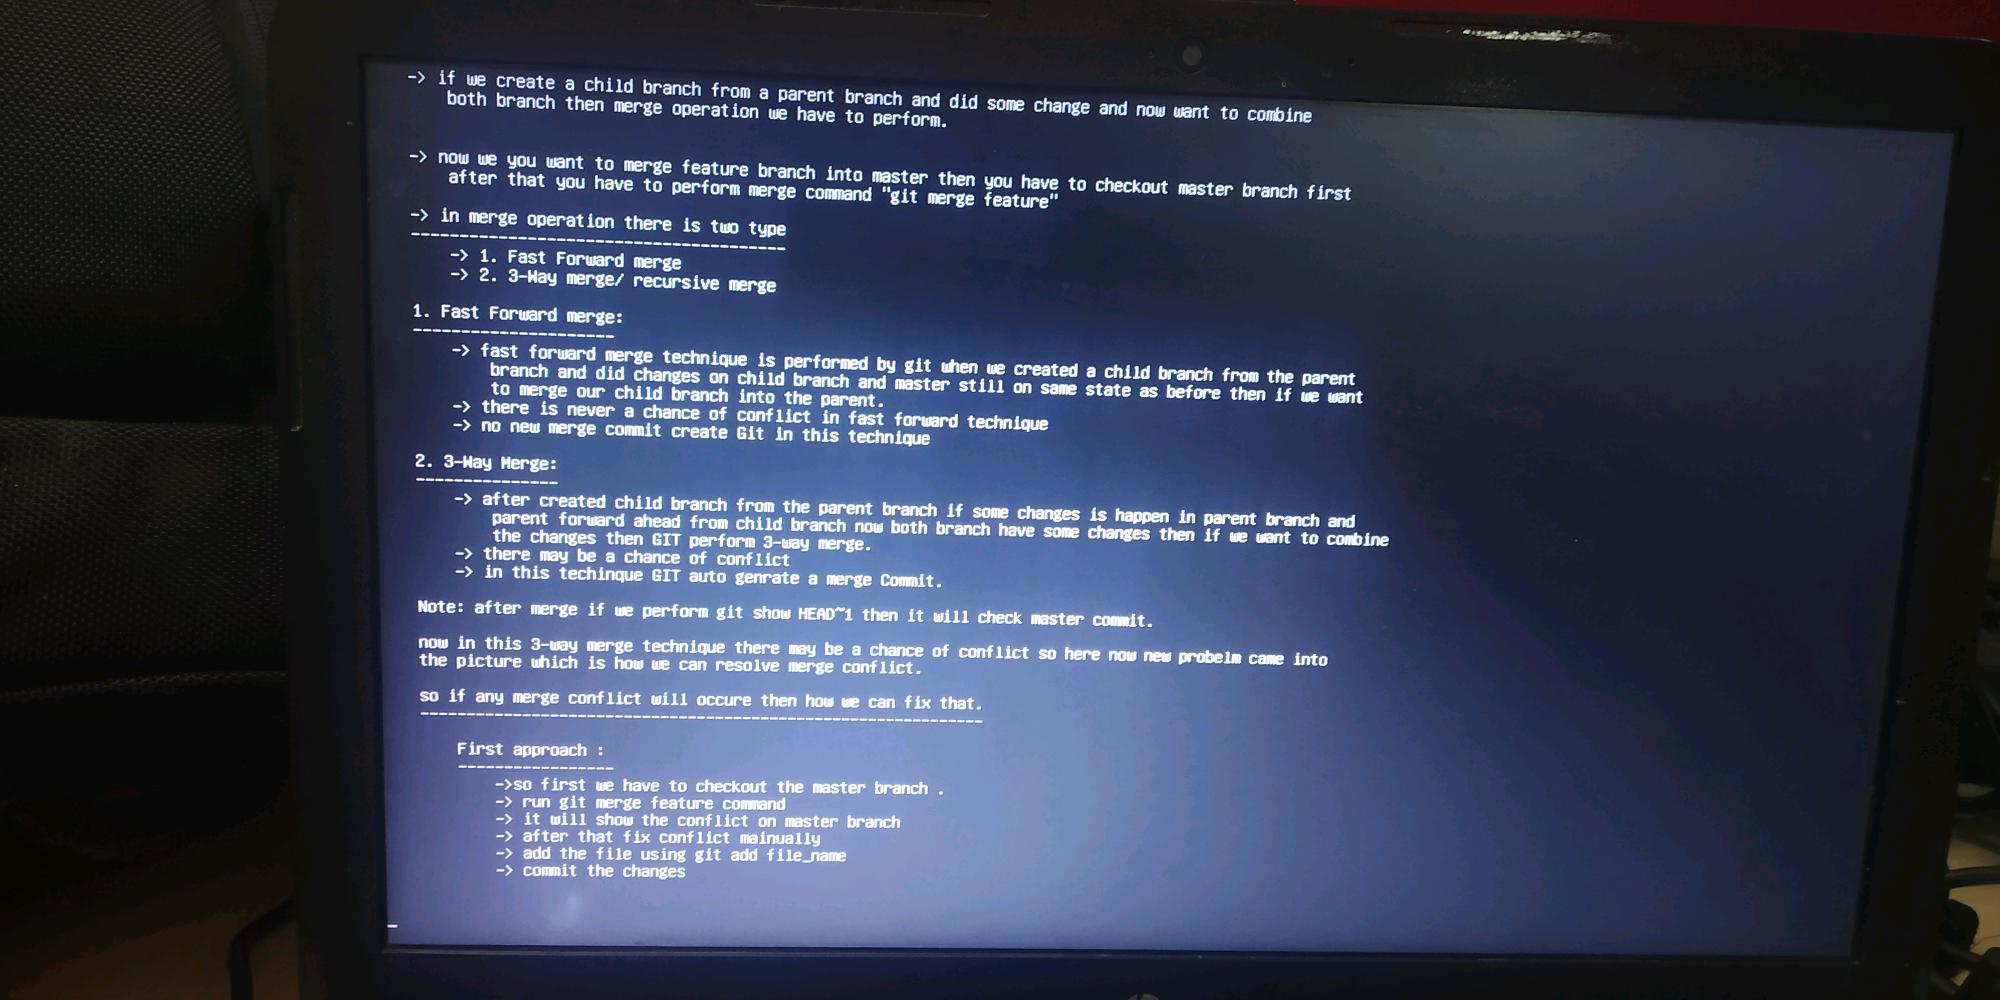 -> if we create a child branch from a parent branch and did some change and now want to combine
both branch then merge operation we have to perform.
-> now we you want to merge feature branch into master then you have to checkout master branch first
after that you have to perform merge command "git merge feature"
-> in merge operation there is two type
---------------------------------------
-> 1. Fast Forward merge
-> 2. 3-Way merge/ recursive merge
1. Fast Forward merge:
---------------------
-> fast forward merge technique is performed by git when we created a child branch from the parent
branch and did changes on child branch and master still on same state as before then if we want
to merge our child branch into the parent.
-> there is never a chance of conflict in fast forward technique
-> no new merge commit create Git in this technique
2. 3-Way Merge:
---------------
-> after created child branch from the parent branch if some changes is happen in parent branch and
parent forward ahead from child branch now both branch have some changes then if we want to combine
the changes then GIT perform 3-way merge.
-> there may be a chance of conflict
-> in this techinque GIT auto genrate a merge Commit.
Note: after merge if we perform git show HEAD~1 then it will check master commit.
now in this 3-way merge technique there may be a chance of conflict so here now new probelm came into
the picture which is how we can resolve merge conflict.
so if any merge conflict will occure then how we can fix that.
------------------------------------------------------------
First approach :
-----------------
->so first we have to checkout the master branch .
-> run git merge feature command
-> it will show the conflict on master branch
-> after that fix conflict mainually
-> add the file using git add file_name
-> commit the changes